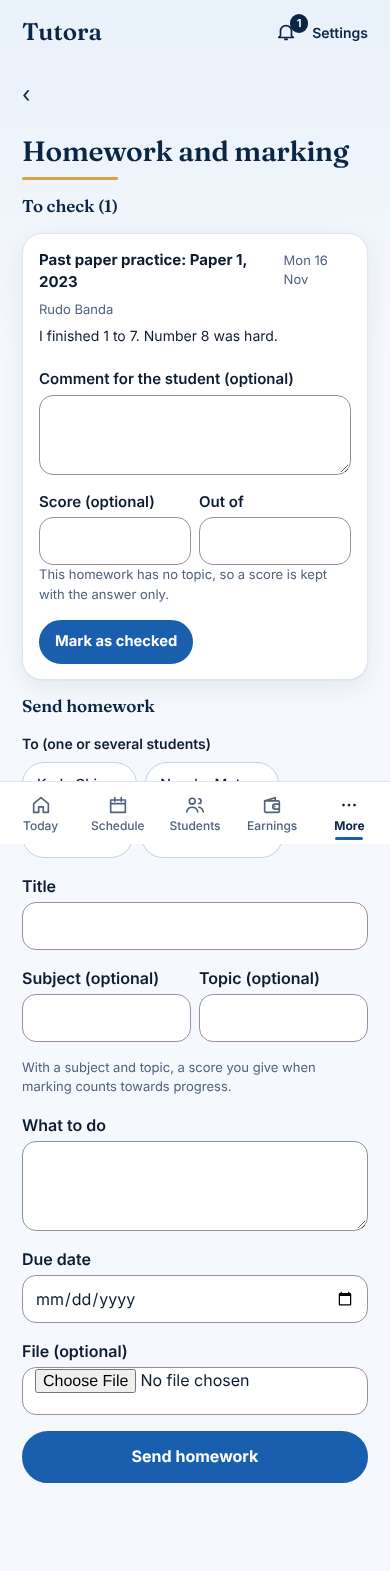 Tutora
1
Settings
Homework and marking
To check (1)
Past paper practice: Paper 1,
2023
Mon 16
Nov
Rudo Banda
I finished 1 to 7. Number 8 was hard.
Comment for the student (optional)
Score (optional)
Out of
This homework has no topic, so a score is kept
with the answer only.
Mark as checked
Send homework
To (one or several students)
Today
Schedule
Students
Earnings
More
Title
Subject (optional)
Topic (optional)
With a subject and topic, a score you give when
marking counts towards progress.
What to do
Due date
mm/dd/yyyy
File (optional)
Choose File
No file chosen
Send homework